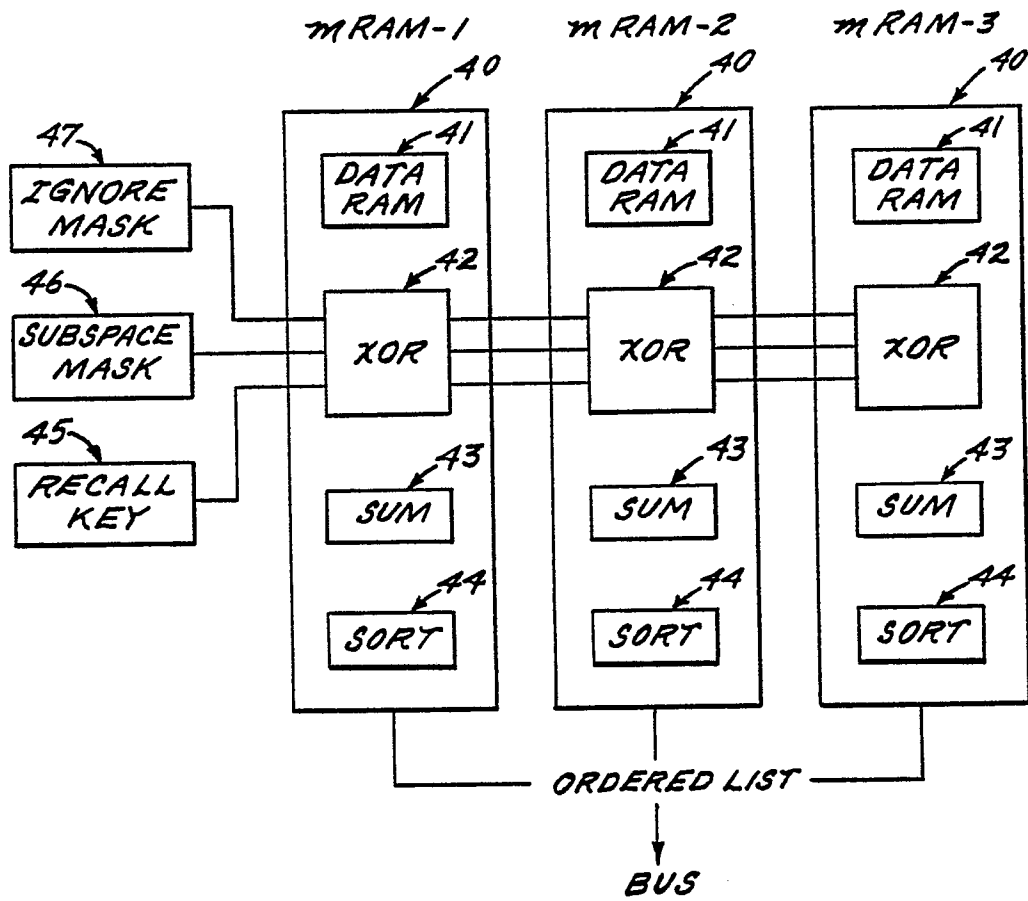 mRAM-1 mRAM-2 mRAM-3
40 40 40
47 41 41 41
IGNORE MASK
DATA RAM
DATA RAM
DATA RAM
46 42 42 42
SUBSPACE MASK
XOR XOR XOR
45 43 43 43
RECALL KEY
SUM SUM SUM
44 44 44
SORT SORT SORT
ORDERED LIST
BUS